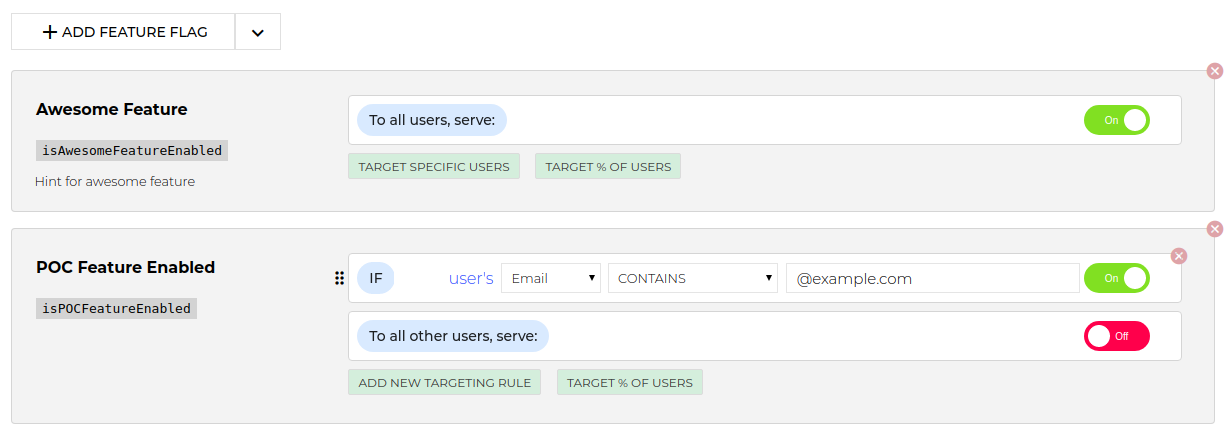 + ADD FEATURE FLAG
Awesome Feature
isAwesomeFeatureEnabled
Hint for awesome feature
To all users, serve:
On
TARGET SPECIFIC USERS
TARGET % OF USERS
POC Feature Enabled
isPOCFeatureEnabled
IF user's Email CONTAINS @example.com On
To all other users, serve:
Off
ADD NEW TARGETING RULE
TARGET % OF USERS